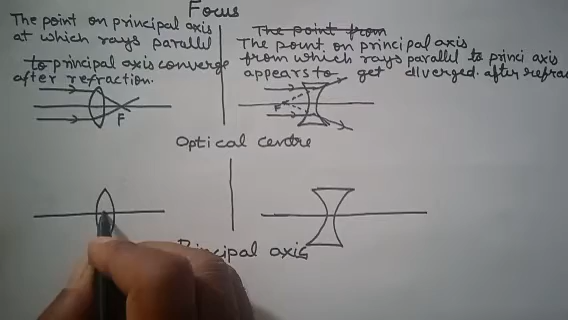 Focus
The point on principal axis
at which rays parallel
to principal axis converge
after refraction.
The point from
The point on principal axis
from which rays parallel to princi axis
appears to get diverged. after refrac
F
F
Optical centre
Principal axis